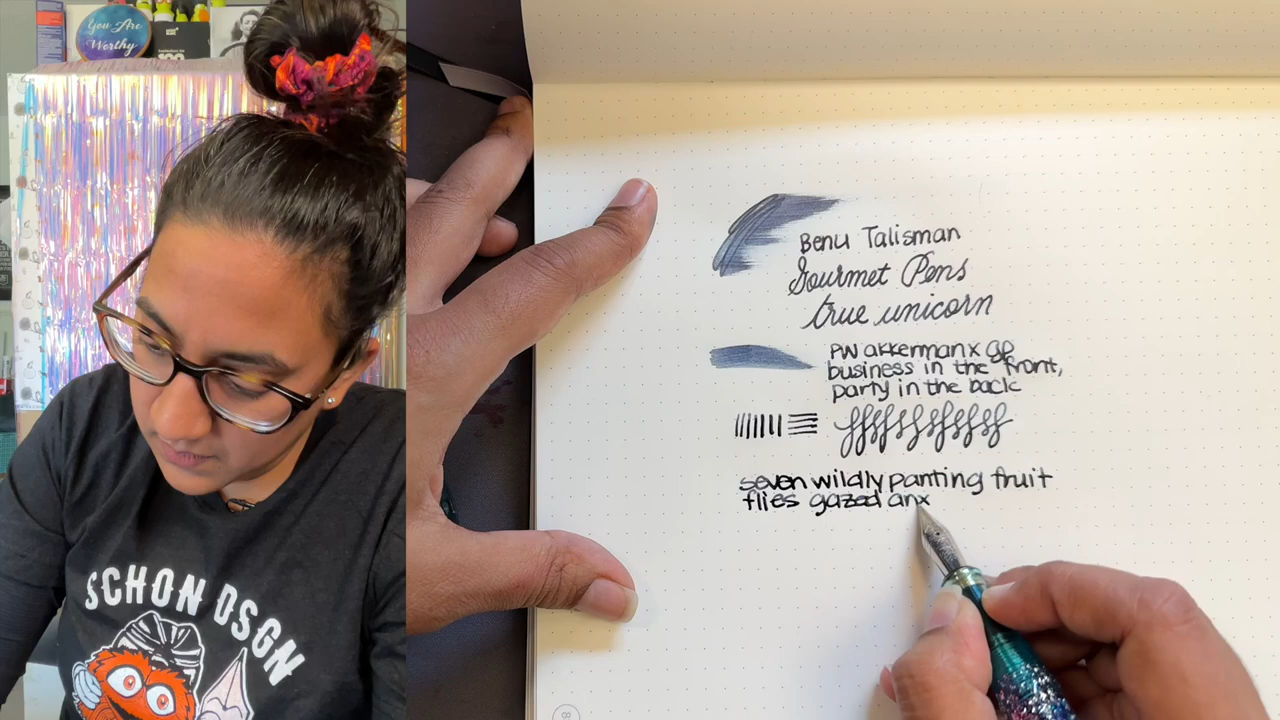 You Are
Worthy
SCHON DSGN
Benu Talisman
Gourmet Pens
true unicorn
PW akkerman x gp
business in the front,
party in the back
seven wildly panting fruit
flies gazed anx